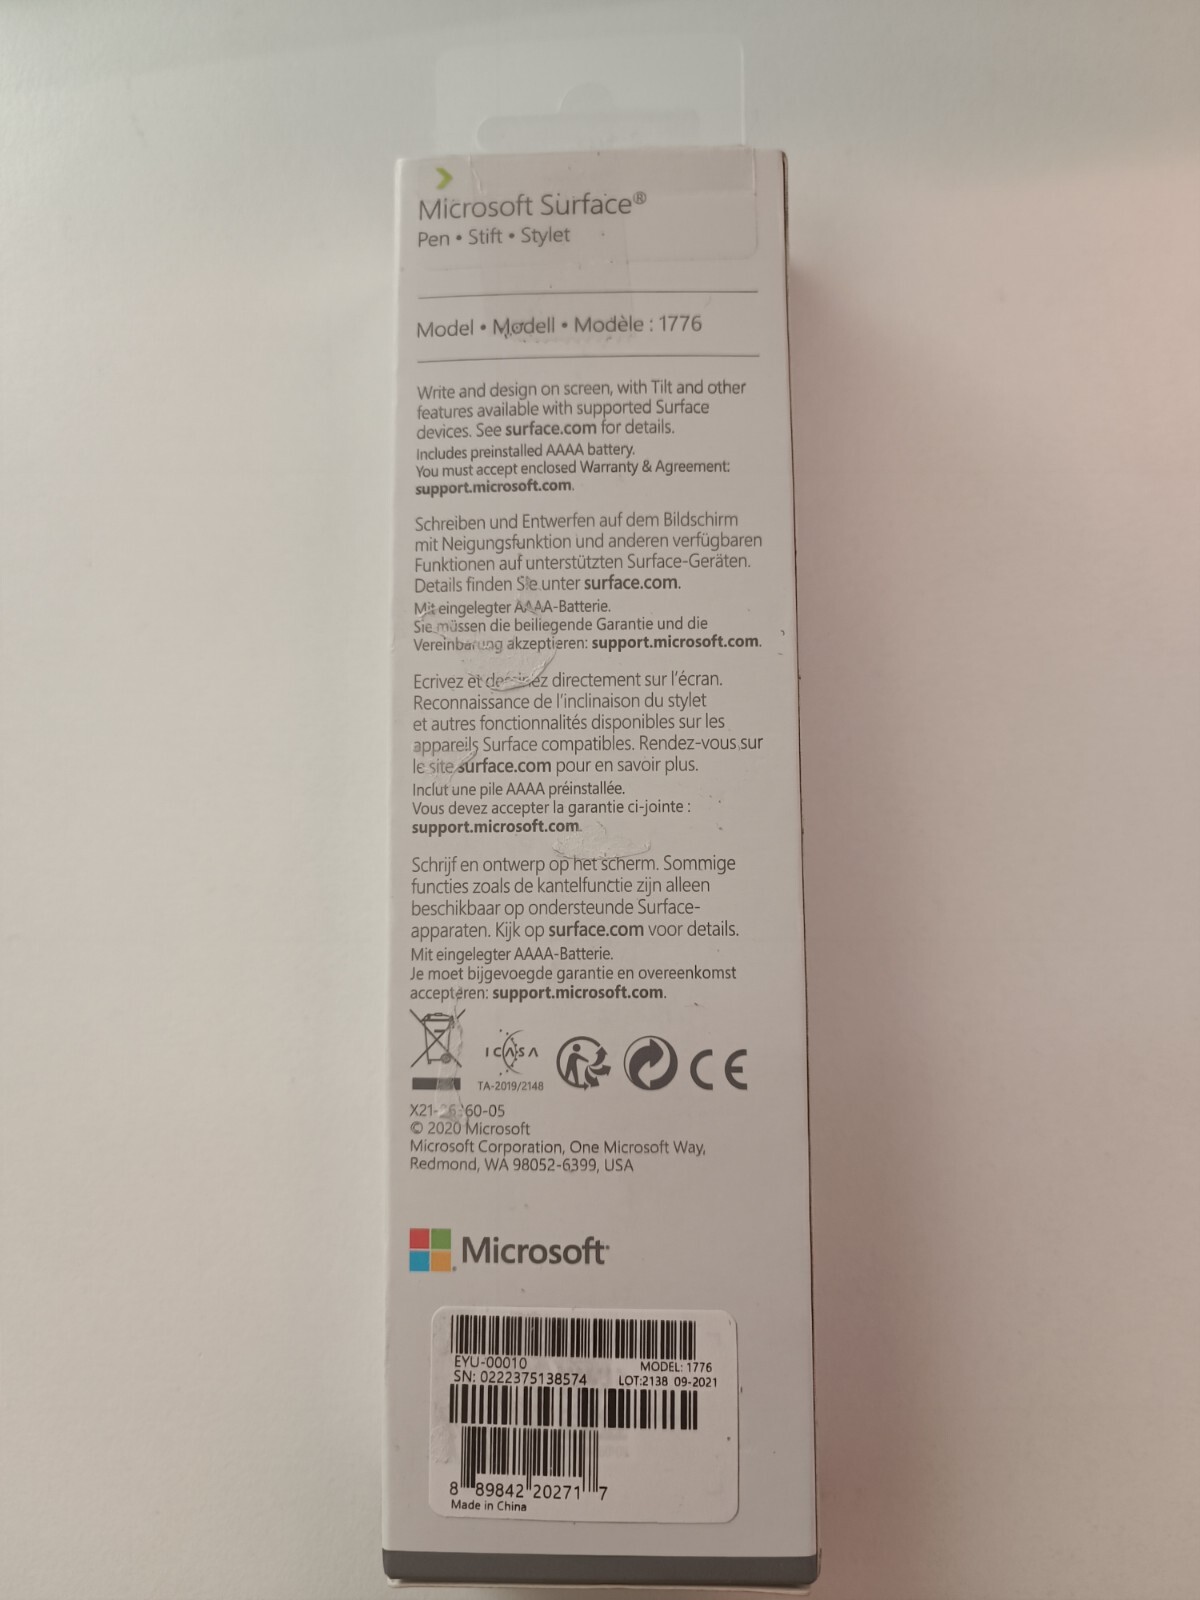 Microsoft Surface®
Pen • Stift • Stylet
Model • Modell • Modèle : 1776
Write and design on screen, with Tilt and other
features available with supported Surface
devices. See surface.com for details.
Includes preinstalled AAAA battery.
You must accept enclosed Warranty & Agreement:
support.microsoft.com.
Schreiben und Entwerfen auf dem Bildschirm
mit Neigungsfunktion und anderen verfügbaren
Funktionen auf unterstützten Surface-Geräten.
Details finden Sie unter surface.com.
Mit eingelegter AAAA-Batterie.
Sie müssen die beiliegende Garantie und die
Vereinbarung akzeptieren: support.microsoft.com.
Ecrivez et dessinez directement sur l'écran.
Reconnaissance de l'inclinaison du stylet
et autres fonctionnalités disponibles sur les
appareils Surface compatibles. Rendez-vous sur
le site surface.com pour en savoir plus.
Inclut une pile AAAA préinstallée.
Vous devez accepter la garantie ci-jointe :
support.microsoft.com.
Schrijf en ontwerp op het scherm. Sommige
functies zoals de kantelfunctie zijn alleen
beschikbaar op ondersteunde Surface-
apparaten. Kijk op surface.com voor details.
Mit eingelegter AAAA-Batterie.
Je moet bijgevoegde garantie en overeenkomst
accepteren: support.microsoft.com.
ICASA
TA-2019/2148
CE
© 2020 Microsoft
Microsoft Corporation, One Microsoft Way,
Redmond, WA 98052-6399, USA
Microsoft
EYU-00010 MODEL: 1776
SN: 0222375138574 LOT:2138 09-2021
8 89842 20271 7
Made in China